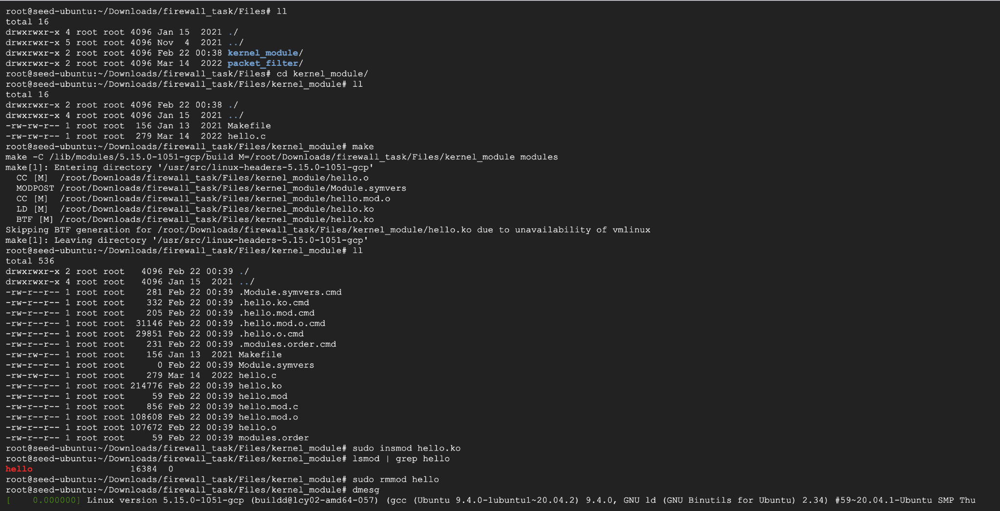 root@seed-ubuntu:~/Downloads/firewall_task/Files# ll
total 16
drwxrwxr-x 4 root root 4096 Jan 15  2021 ./
drwxrwxr-x 5 root root 4096 Nov  4  2021 ../
drwxrwxr-x 2 root root 4096 Feb 22 00:38 kernel_module/
drwxrwxr-x 2 root root 4096 Mar 14  2022 packet_filter/
root@seed-ubuntu:~/Downloads/firewall_task/Files# cd kernel_module/
root@seed-ubuntu:~/Downloads/firewall_task/Files/kernel_module# ll
total 16
drwxrwxr-x 2 root root 4096 Feb 22 00:38 ./
drwxrwxr-x 4 root root 4096 Jan 15  2021 ../
-rw-rw-r-- 1 root root  156 Jan 13  2021 Makefile
-rw-rw-r-- 1 root root  279 Mar 14  2022 hello.c
root@seed-ubuntu:~/Downloads/firewall_task/Files/kernel_module# make
make -C /lib/modules/5.15.0-1051-gcp/build M=/root/Downloads/firewall_task/Files/kernel_module modules
make[1]: Entering directory '/usr/src/linux-headers-5.15.0-1051-gcp'
  CC [M]  /root/Downloads/firewall_task/Files/kernel_module/hello.o
  MODPOST /root/Downloads/firewall_task/Files/kernel_module/Module.symvers
  CC [M]  /root/Downloads/firewall_task/Files/kernel_module/hello.mod.o
  LD [M]  /root/Downloads/firewall_task/Files/kernel_module/hello.ko
  BTF [M] /root/Downloads/firewall_task/Files/kernel_module/hello.ko
Skipping BTF generation for /root/Downloads/firewall_task/Files/kernel_module/hello.ko due to unavailability of vmlinux
make[1]: Leaving directory '/usr/src/linux-headers-5.15.0-1051-gcp'
root@seed-ubuntu:~/Downloads/firewall_task/Files/kernel_module# ll
total 536
drwxrwxr-x 2 root root   4096 Feb 22 00:39 ./
drwxrwxr-x 4 root root   4096 Jan 15  2021 ../
-rw-r--r-- 1 root root    281 Feb 22 00:39 .Module.symvers.cmd
-rw-r--r-- 1 root root    332 Feb 22 00:39 .hello.ko.cmd
-rw-r--r-- 1 root root    205 Feb 22 00:39 .hello.mod.cmd
-rw-r--r-- 1 root root  31146 Feb 22 00:39 .hello.mod.o.cmd
-rw-r--r-- 1 root root  29851 Feb 22 00:39 .hello.o.cmd
-rw-r--r-- 1 root root    231 Feb 22 00:39 .modules.order.cmd
-rw-rw-r-- 1 root root    156 Jan 13  2021 Makefile
-rw-r--r-- 1 root root      0 Feb 22 00:39 Module.symvers
-rw-rw-r-- 1 root root    279 Mar 14  2022 hello.c
-rw-r--r-- 1 root root 214776 Feb 22 00:39 hello.ko
-rw-r--r-- 1 root root     59 Feb 22 00:39 hello.mod
-rw-r--r-- 1 root root    856 Feb 22 00:39 hello.mod.c
-rw-r--r-- 1 root root 108608 Feb 22 00:39 hello.mod.o
-rw-r--r-- 1 root root 107672 Feb 22 00:39 hello.o
-rw-r--r-- 1 root root     59 Feb 22 00:39 modules.order
root@seed-ubuntu:~/Downloads/firewall_task/Files/kernel_module# sudo insmod hello.ko
root@seed-ubuntu:~/Downloads/firewall_task/Files/kernel_module# lsmod | grep hello
hello                  16384  0
root@seed-ubuntu:~/Downloads/firewall_task/Files/kernel_module# sudo rmmod hello
root@seed-ubuntu:~/Downloads/firewall_task/Files/kernel_module# dmesg
[    0.000000] Linux version 5.15.0-1051-gcp (buildd@lcy02-amd64-057) (gcc (Ubuntu 9.4.0-1ubuntu1~20.04.2) 9.4.0, GNU ld (GNU Binutils for Ubuntu) 2.34) #59~20.04.1-Ubuntu SMP Thu